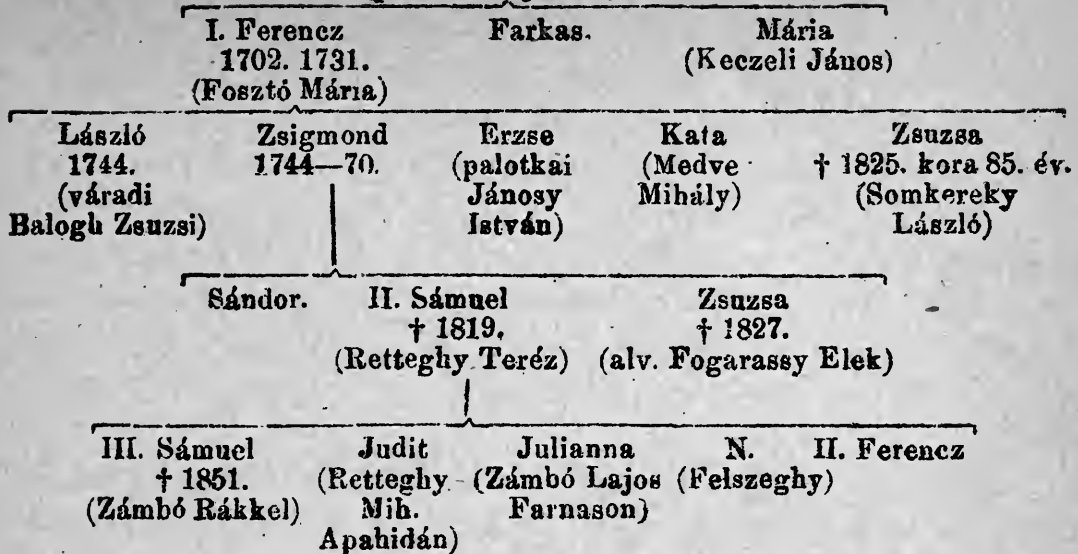 I. Ferencz Farkas. Mária
1702. 1731. (Keczeli János)
(Fosztó Mária)
László Zsigmond Erzse Kata Zsuzsa
1744. 1744—70. (palotkai (Medve † 1825. kora 85. év.
(váradi Jánosy Mihály) (Somkereky
Balogh Zsuzsi) István) László)
Sándor. II. Sámuel Zsuzsa
† 1819. † 1827.
(Retteghy Teréz) (alv. Fogarassy Elek)
III. Sámuel Judit Julianna N. II. Ferencz
† 1851. (Retteghy (Zámbó Lajos (Felszeghy)
(Zámbó Rákkel) Mih. Farnason)
Apahidán)